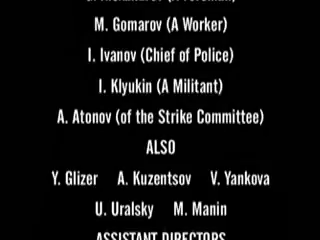 M. Gomarov (A Worker)
I. Ivanov (Chief of Police)
I. Klyukin (A Militant)
A. Atonov (of the Strike Committee)
ALSO
Y. Glizer A. Kuzentsov V. Yankova
U. Uralsky M. Manin
ASSISTANT DIRECTORS